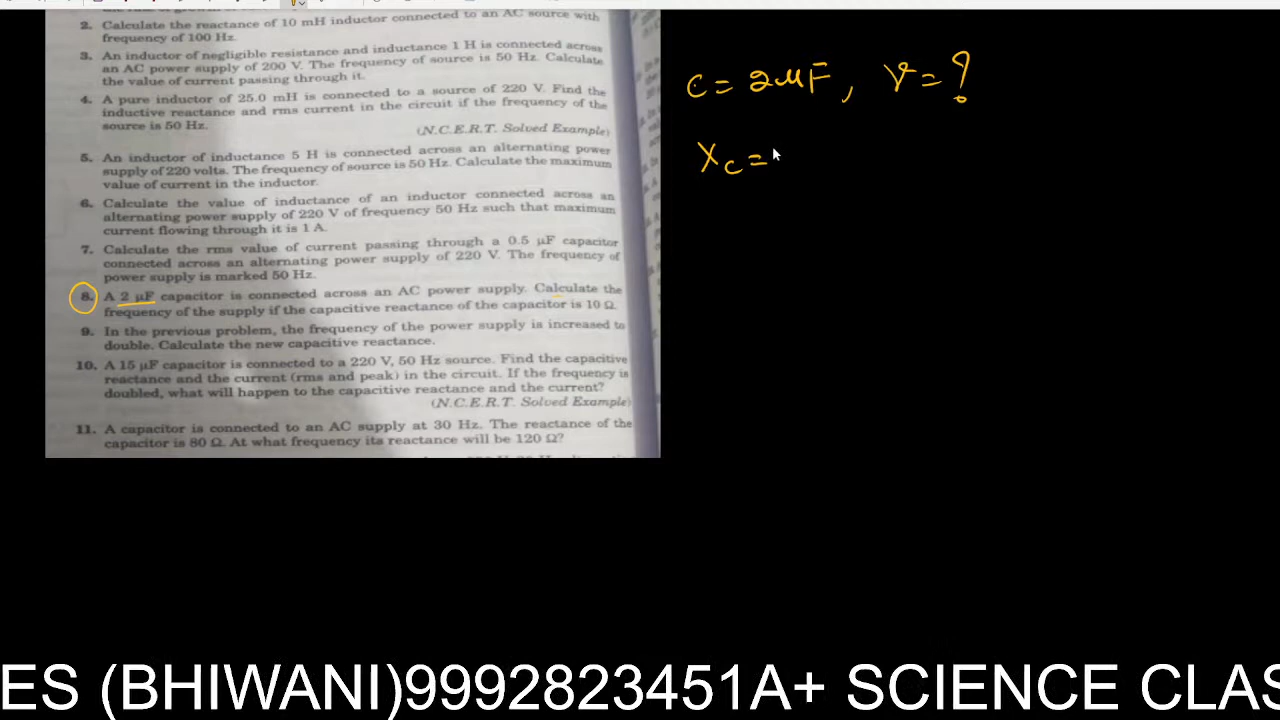 2. Calculate the reactance of 10 mH inductor connected to an AC source with
frequency of 100 Hz.
3. An inductor of negligible resistance and inductance 1 H is connected across
an AC power supply of 200 V. The frequency of source is 50 Hz. Calculate
the value of current passing through it.
4. A pure inductor of 25.0 mH is connected to a source of 220 V. Find the
inductive reactance and rms current in the circuit if the frequency of the
source is 50 Hz.
(N.C.E.R.T. Solved Example)
5. An inductor of inductance 5 H is connected across an alternating power
supply of 220 volts. The frequency of source is 50 Hz. Calculate the maximum
value of current in the inductor.
6. Calculate the value of inductance of an inductor connected across an
alternating power supply of 220 V of frequency 50 Hz such that maximum
current flowing through it is 1 A.
7. Calculate the rms value of current passing through a 0.5 µF capacitor
connected across an alternating power supply of 220 V. The frequency of
power supply is marked 50 Hz.
8. A 2 µF capacitor is connected across an AC power supply. Calculate the
frequency of the supply if the capacitive reactance of the capacitor is 10 Ω.
9. In the previous problem, the frequency of the power supply is increased to
double. Calculate the new capacitive reactance.
10. A 15 µF capacitor is connected to a 220 V, 50 Hz source. Find the capacitive
reactance and the current (rms and peak) in the circuit. If the frequency is
doubled, what will happen to the capacitive reactance and the current?
(N.C.E.R.T. Solved Example)
11. A capacitor is connected to an AC supply at 30 Hz. The reactance of the
capacitor is 80 Ω. At what frequency its reactance will be 120 Ω?
C = 2µF, ν = ?
X_C =
ES (BHIWANI)9992823451A+ SCIENCE CLAS